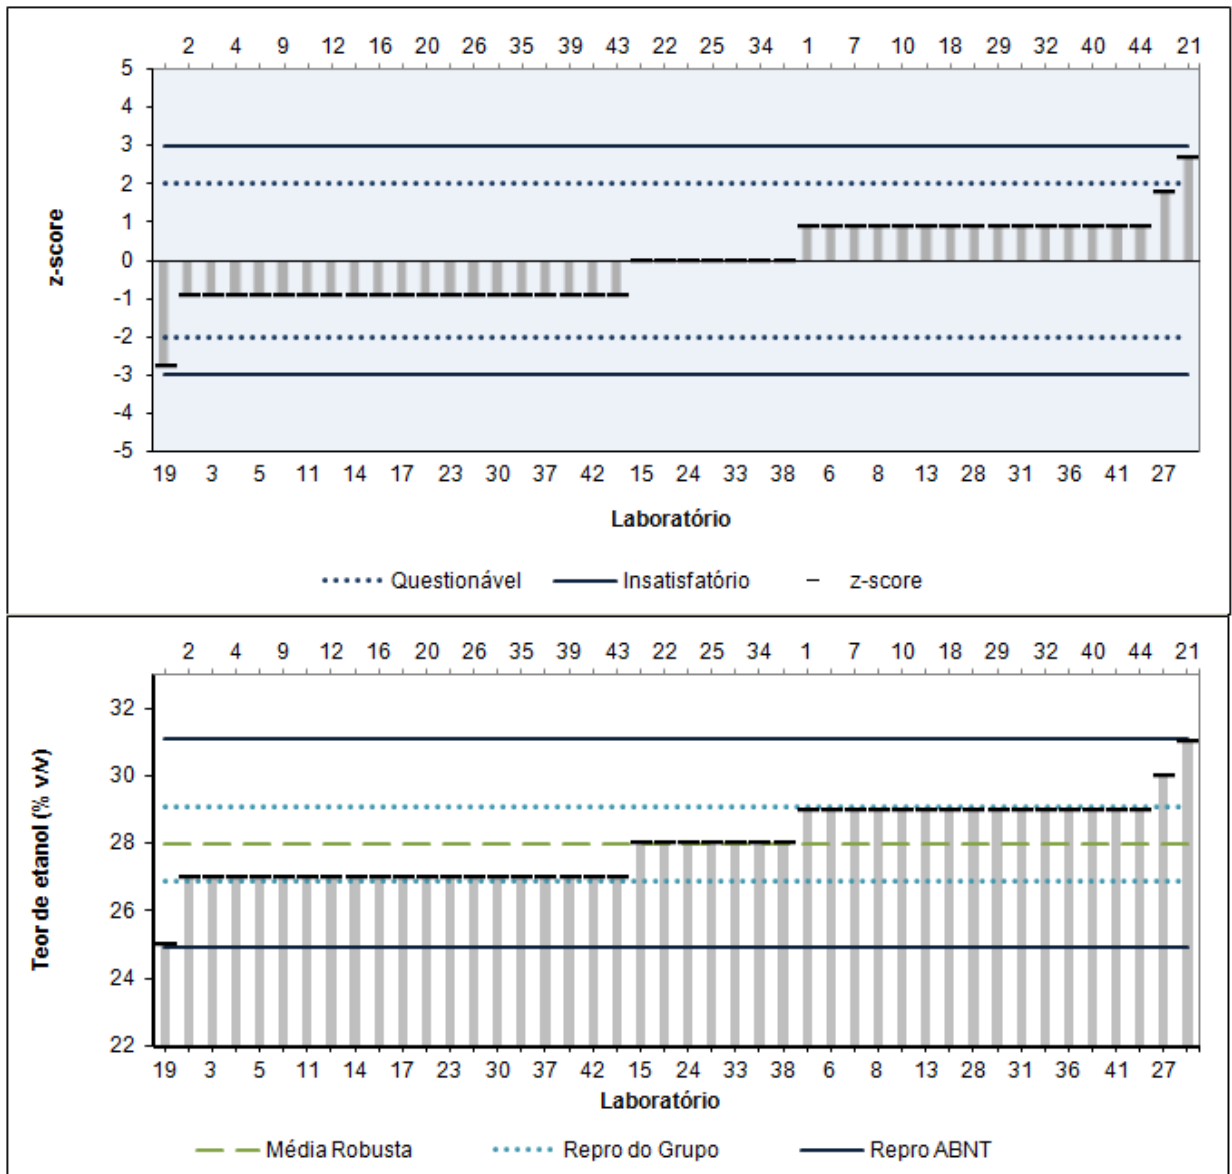 2 4 9 12 16 20 26 35 39 43 22 25 34 1 7 10 18 29 32 40 44 21
5
4
3
2
1
0
-1
-2
-3
-4
-5
z-score
19 3 5 11 14 17 23 30 37 42 15 24 33 38 6 8 13 28 31 36 41 27
Laboratório
Questionável Insatisfatório z-score
2 4 9 12 16 20 26 35 39 43 22 25 34 1 7 10 18 29 32 40 44 21
32
30
28
26
24
22
Teor de etanol (% v/v)
19 3 5 11 14 17 23 30 37 42 15 24 33 38 6 8 13 28 31 36 41 27
Laboratório
Média Robusta Repro do Grupo Repro ABNT